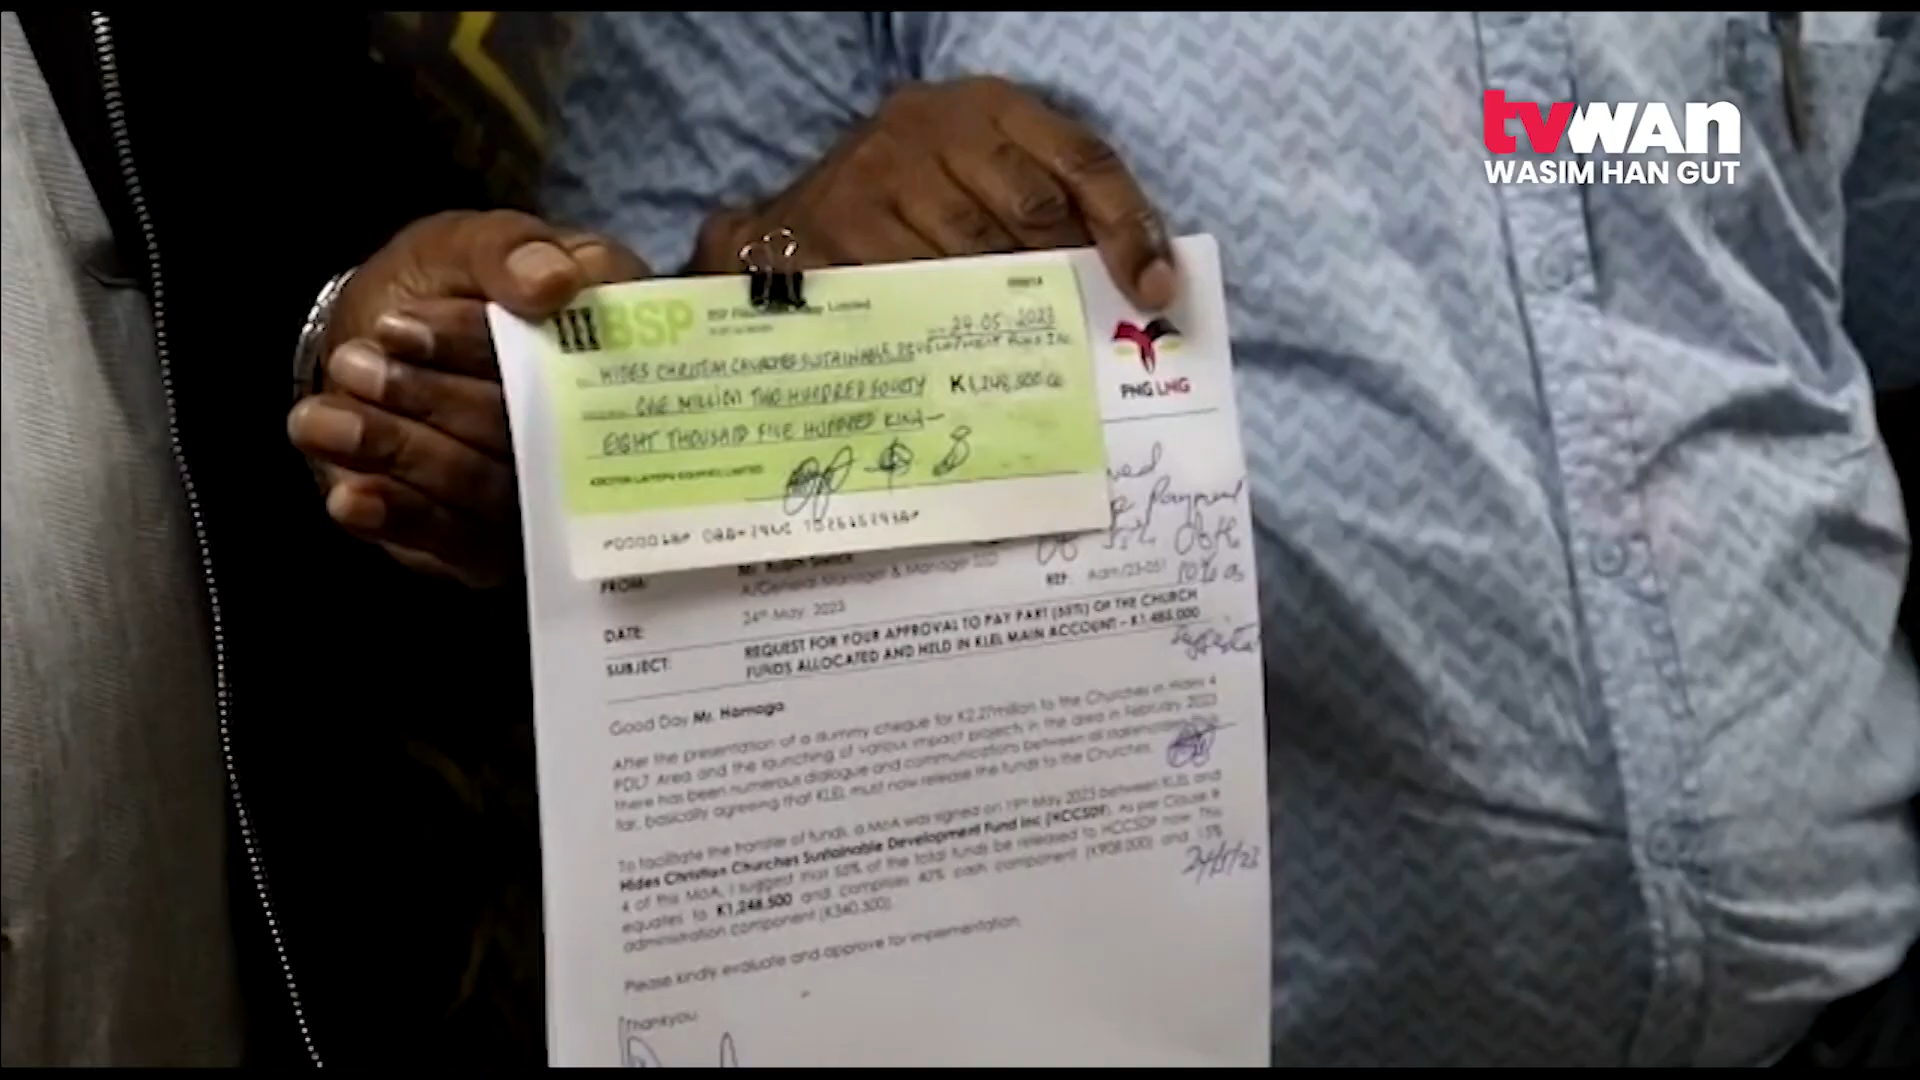 tvwan
WASIM HAN GUT
BSP
Limited
24.05.2023
HIDES CHRISTIAN CHURCHES SUSTAINABLE DEVELOPMENT FUND INC
ONE MILLION TWO HUNDRED FOURTY K1,248,500.00
EIGHT THOUSAND FIVE HUNDRED KINA
LIMITED
PNG LNG
Payment
FROM:
A/General Manager & Manager
REF:
DATE: 24th May, 2023
SUBJECT: REQUEST FOR YOUR APPROVAL TO PAY PART (55%) OF THE CHURCH
FUNDS ALLOCATED AND HELD IN KLEL MAIN ACCOUNT – K1,485,000
Good Day Mr. Hamaga
After the presentation of a dummy cheque for K2.27million to the Churches in Hides 4
PDL7 Area and the launching of various impact projects in the area in February 2023
there has been numerous dialogue and communications between all stakeholders
far, basically agreeing that KLEL must now release the funds to the Churches.
To facilitate the transfer of funds, a MoA was signed on 19th May 2023 between KLEL and
Hides Christian Churches Sustainable Development Fund Inc (HCCSDF). As per Clause
4 of this MoA, I suggest that 55% of the total funds be released to HCCSDF now. This
equates to K1,248,500 and comprises 40% cash component (K908,000) and 15%
administration component (K340,500).
24/5/23
Please kindly evaluate and approve for implementation.
Thankyou